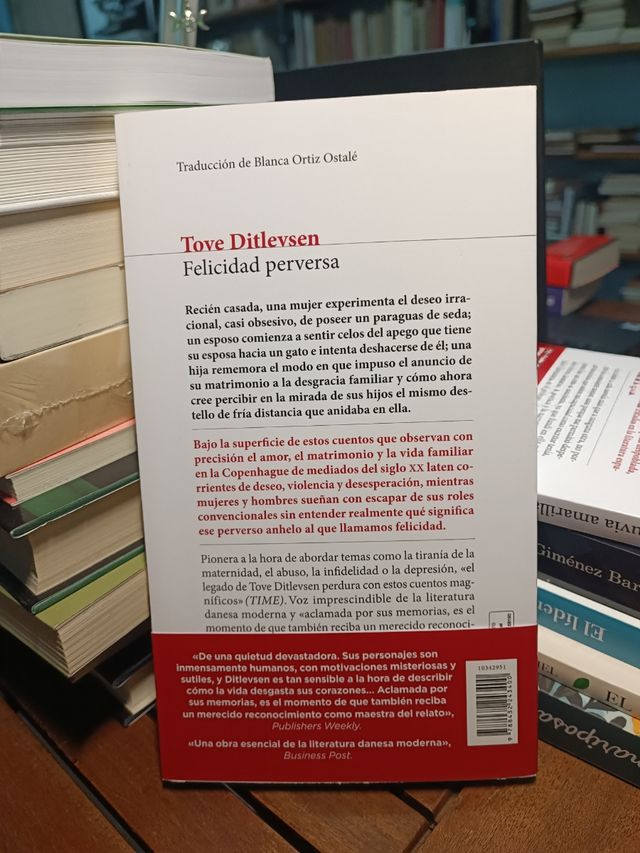 Traducción de Blanca Ortiz Ostalé
Tove Ditlevsen
Felicidad perversa
Recién casada, una mujer experimenta el deseo irra-
cional, casi obsesivo, de poseer un paraguas de seda;
un esposo comienza a sentir celos del apego que tiene
su esposa hacia un gato e intenta deshacerse de él; una
hija rememora el modo en que impuso el anuncio de
su matrimonio a la desgracia familiar y cómo ahora
cree percibir en la mirada de sus hijos el mismo des-
tello de fría distancia que anidaba en ella.
Bajo la superficie de estos cuentos que observan con
precisión el amor, el matrimonio y la vida familiar
en la Copenhague de mediados del siglo XX laten co-
rrientes de deseo, violencia y desesperación, mientras
mujeres y hombres sueñan con escapar de sus roles
convencionales sin entender realmente qué significa
ese perverso anhelo al que llamamos felicidad.
Pionera a la hora de abordar temas como la tiranía de la
maternidad, el abuso, la infidelidad o la depresión, «el
legado de Tove Ditlevsen perdura con estos cuentos mag-
níficos» (TIME). Voz imprescindible de la literatura
danesa moderna y «aclamada por sus memorias, es el
momento de que también reciba un merecido reconoci-
«De una quietud devastadora. Sus personajes son
inmensamente humanos, con motivaciones misteriosas y
sutiles, y Ditlevsen es tan sensible a la hora de describir
cómo la vida desgasta sus corazones... Aclamada por
sus memorias, es el momento de que también reciba
un merecido reconocimiento como maestra del relato»,
Publishers Weekly.
«Una obra esencial de la literatura danesa moderna»,
Business Post.
10342951
9 788432 243400
uvia amarilla
Giménez Bar
El líder
EL
mariposa